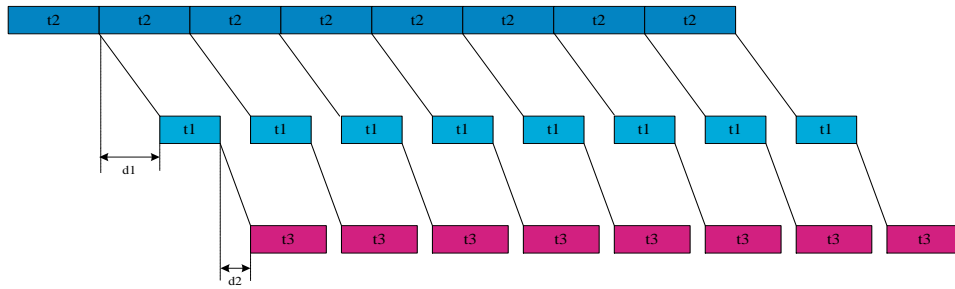 t2 t2 t2 t2 t2 t2 t2 t2
t1 t1 t1 t1 t1 t1 t1 t1
d1
t3 t3 t3 t3 t3 t3 t3 t3
d2